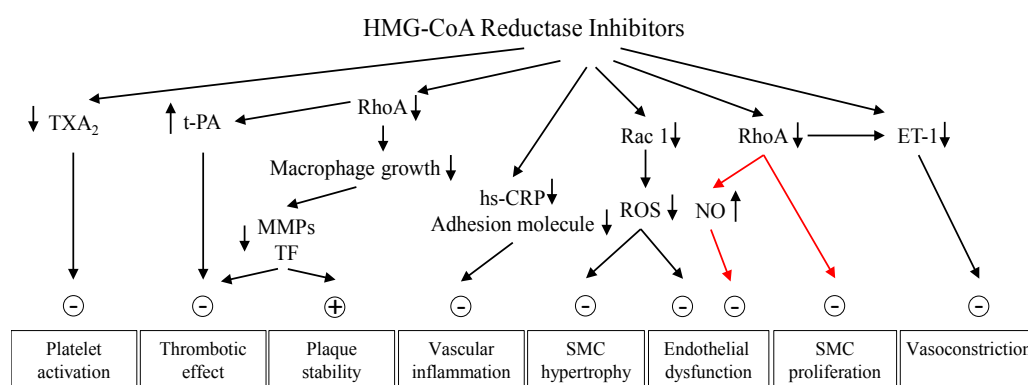 HMG-CoA Reductase Inhibitors
TXA₂
t-PA
RhoA
Rac 1
RhoA
ET-1
Macrophage growth
hs-CRP
Adhesion molecule
ROS
NO
MMPs
TF
-
-
+
-
-
-
-
-
-
Platelet
activation
Thrombotic
effect
Plaque
stability
Vascular
inflammation
SMC
hypertrophy
Endothelial
dysfunction
SMC
proliferation
Vasoconstriction